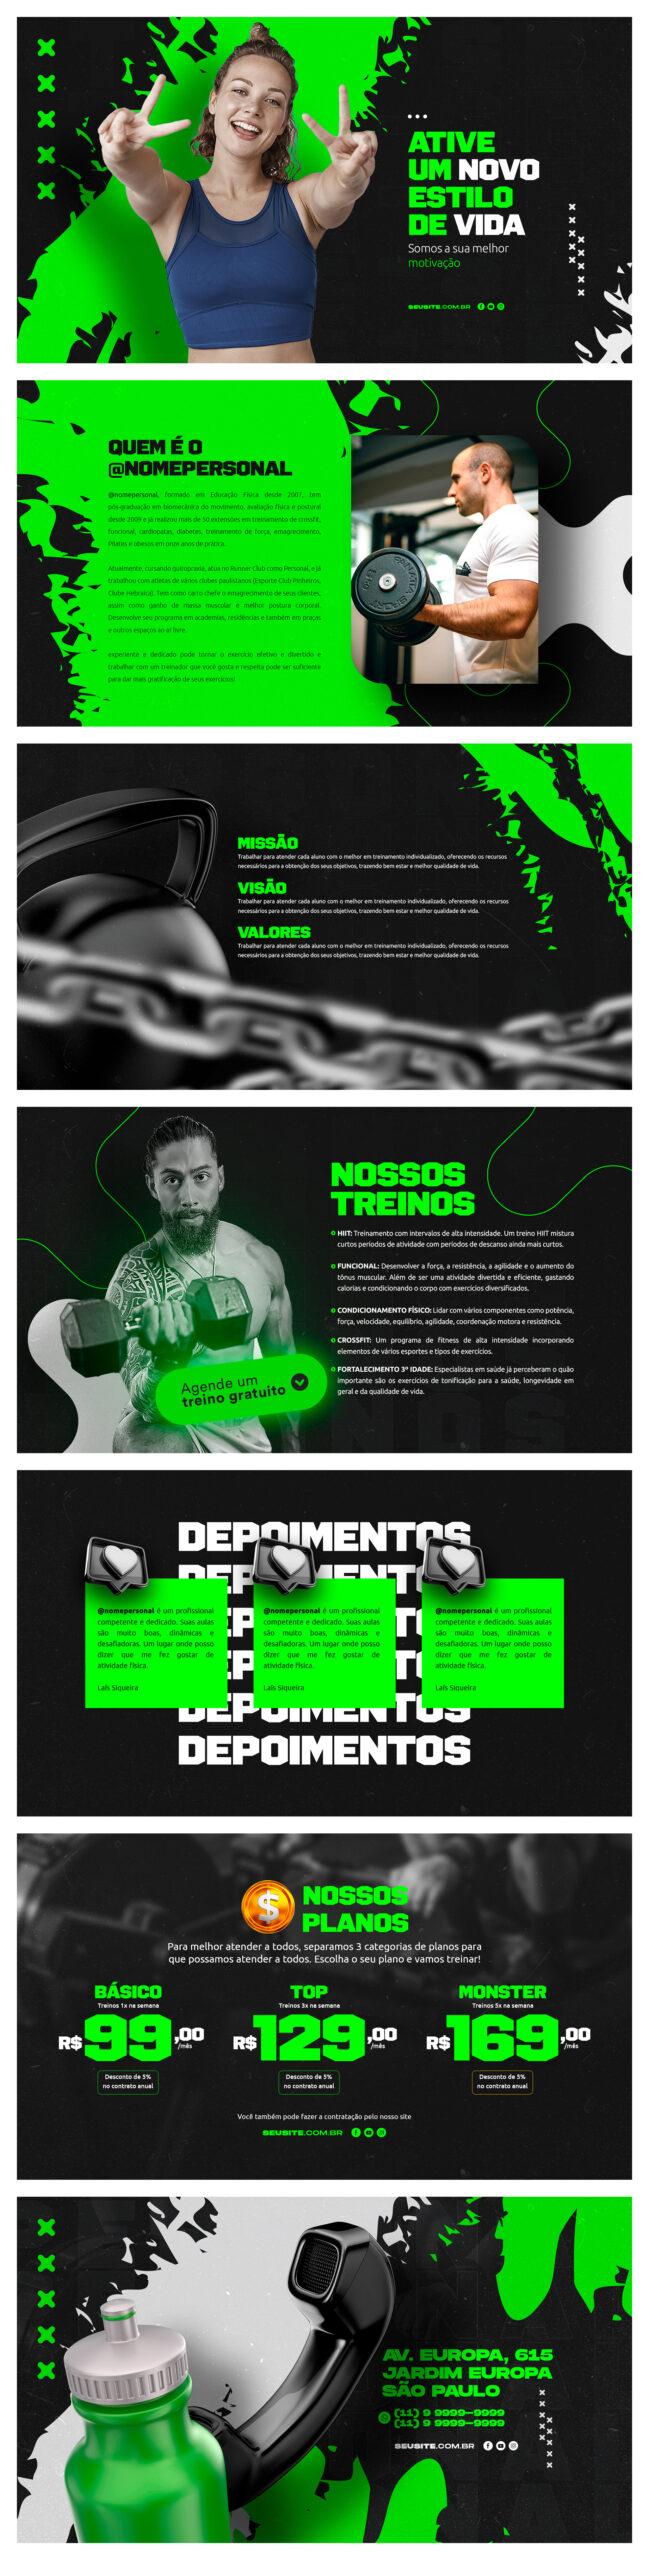 ATIVE
UM NOVO
ESTILO
DE VIDA
Somos a sua melhor
motivação
SEUSITE.COM.BR
QUEM É O
@NOMEPERSONAL
@nomepersonal, formado em Educação Física desde 2007, tem
pós-graduação em biomecânica do movimento, avaliação física e postural
desde 2009 e já realizou mais de 50 extensões em treinamento de crossfit,
funcional, cardiopatas, diabetes, treinamento de força, emagrecimento,
Pilates e obesos em onze anos de prática.
Atualmente, cursando quiropraxia, atua no Runner Club como Personal, e já
trabalhou com atletas de vários clubes paulistanos (Esporte Club Pinheiros,
Clube Hebraica). Tem como carro chefe o emagrecimento de seus clientes,
assim como ganho de massa muscular e melhor postura corporal.
Desenvolve seu programa em academias, residências e também em praças
e outros espaços ao ar livre.
experiente e dedicado pode tornar o exercício efetivo e divertido e
trabalhar com um treinador que você gosta e respeita pode ser suficiente
para dar mais gratificação de seus exercícios!
MISSÃO
Trabalhar para atender cada aluno com o melhor em treinamento individualizado, oferecendo os recursos
necessários para a obtenção dos seus objetivos, trazendo bem estar e melhor qualidade de vida.
VISÃO
Trabalhar para atender cada aluno com o melhor em treinamento individualizado, oferecendo os recursos
necessários para a obtenção dos seus objetivos, trazendo bem estar e melhor qualidade de vida.
VALORES
Trabalhar para atender cada aluno com o melhor em treinamento individualizado, oferecendo os recursos
necessários para a obtenção dos seus objetivos, trazendo bem estar e melhor qualidade de vida.
NOSSOS
TREINOS
HIIT: Treinamento com intervalos de alta intensidade. Um treino HIIT mistura
curtos períodos de atividade com períodos de descanso ainda mais curtos.
FUNCIONAL: Desenvolver a força, a resistência, a agilidade e o aumento do
tônus muscular. Além de ser uma atividade divertida e eficiente, gastando
calorias e condicionando o corpo com exercícios diversificados.
CONDICIONAMENTO FÍSICO: Lidar com vários componentes como potência,
força, velocidade, equilíbrio, agilidade, coordenação motora e resistência.
CROSSFIT: Um programa de fitness de alta intensidade incorporando
elementos de vários esportes e tipos de exercícios.
FORTALECIMENTO 3ª IDADE: Especialistas em saúde já perceberam o quão
importante são os exercícios de tonificação para a saúde, longevidade em
geral e da qualidade de vida.
Agende um
treino gratuito
DEPOIMENTOS
DEPOIMENTOS
DEPOIMENTOS
@nomepersonal é um profissional
competente e dedicado. Suas aulas
são muito boas, dinâmicas e
desafiadoras. Um lugar onde posso
dizer que me fez gostar de
atividade física.
Laís Siqueira
@nomepersonal é um profissional
competente e dedicado. Suas aulas
são muito boas, dinâmicas e
desafiadoras. Um lugar onde posso
dizer que me fez gostar de
atividade física.
Laís Siqueira
@nomepersonal é um profissional
competente e dedicado. Suas aulas
são muito boas, dinâmicas e
desafiadoras. Um lugar onde posso
dizer que me fez gostar de
atividade física.
Laís Siqueira
DEPOIMENTOS
$
NOSSOS
PLANOS
Para melhor atender a todos, separamos 3 categorias de planos para
que possamos atender a todos. Escolha o seu plano e vamos treinar!
BÁSICO
Treinos 1x na semana
R$99,00
/mês
Desconto de 5%
no contrato anual
TOP
Treinos 3x na semana
R$129,00
/mês
Desconto de 5%
no contrato anual
MONSTER
Treinos 5x na semana
R$169,00
/mês
Desconto de 5%
no contrato anual
Você também pode fazer a contratação pelo nosso site
SEUSITE.COM.BR
AV. EUROPA, 615
JARDIM EUROPA
SÃO PAULO
(11) 9 9999-9999
(11) 9 9999-9999
SEUSITE.COM.BR